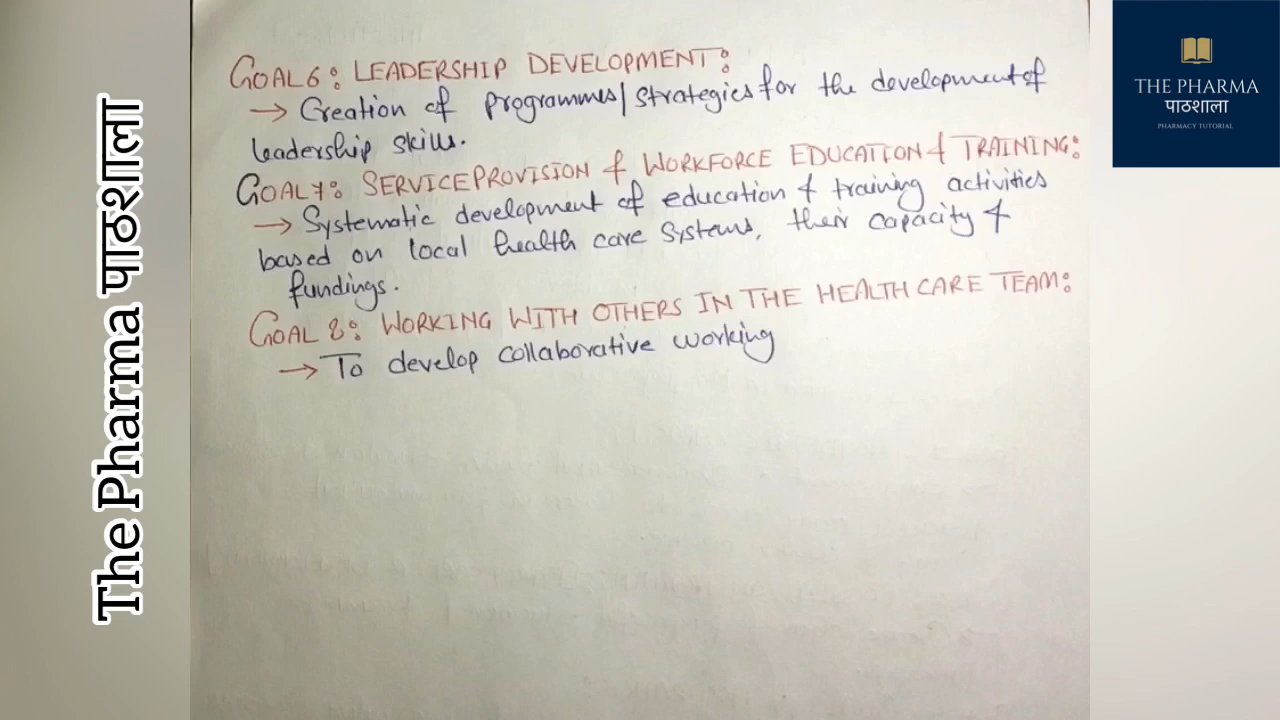 GOAL 6: LEADERSHIP DEVELOPMENT:
→ Creation of programmes/strategies for the development of
leadership skills.
GOAL 7: SERVICE PROVISION & WORKFORCE EDUCATION & TRAINING:
→ Systematic development of education & training activities
based on local health care systems, their capacity &
fundings.
GOAL 8: WORKING WITH OTHERS IN THE HEALTH CARE TEAM:
→ To develop collaborative working
The Pharma पाठशाला
THE PHARMA
पाठशाला
PHARMACY TUTORIAL